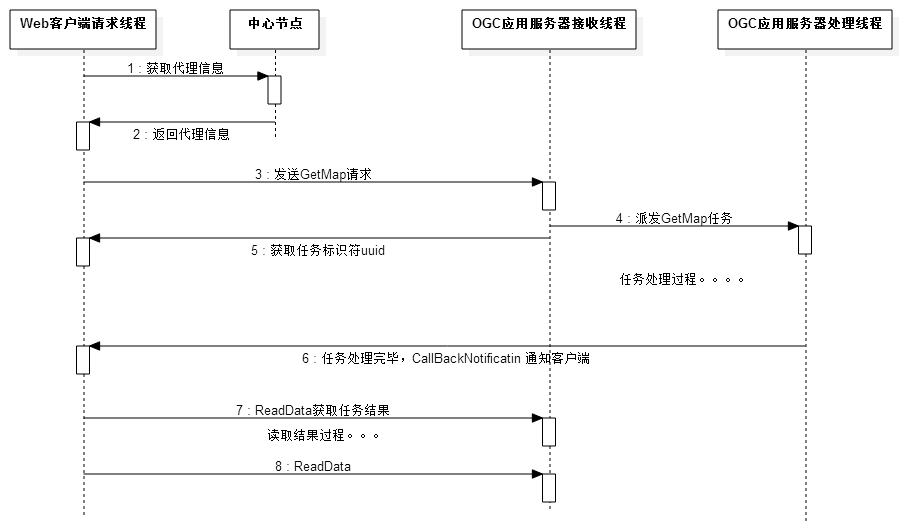 Web客户端请求线程
中心节点
OGC应用服务器接收线程
OGC应用服务器处理线程
1 : 获取代理信息
2 : 返回代理信息
3 : 发送GetMap请求
4 : 派发GetMap任务
5 : 获取任务标识符uuid
任务处理过程。。。。
6 : 任务处理完毕，CallBackNotificatin 通知客户端
7 : ReadData获取任务结果
读取结果过程。。。
8 : ReadData